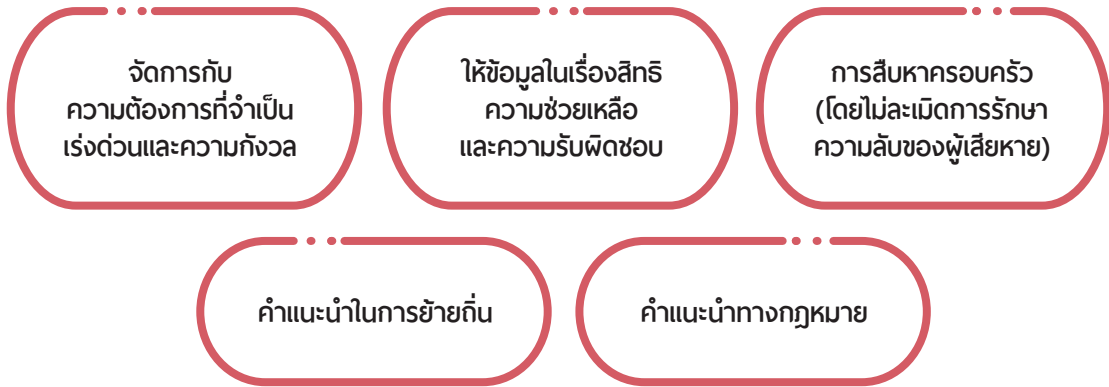 จัดการกับ
ความต้องการที่จำเป็น
เร่งด่วนและความกังวล
ให้ข้อมูลในเรื่องสิทธิ
ความช่วยเหลือ
และความรับผิดชอบ
การสืบหาครอบครัว
(โดยไม่ละเมิดการรักษา
ความลับของผู้เสียหาย)
คำแนะนำในการย้ายถิ่น
คำแนะนำทางกฎหมาย